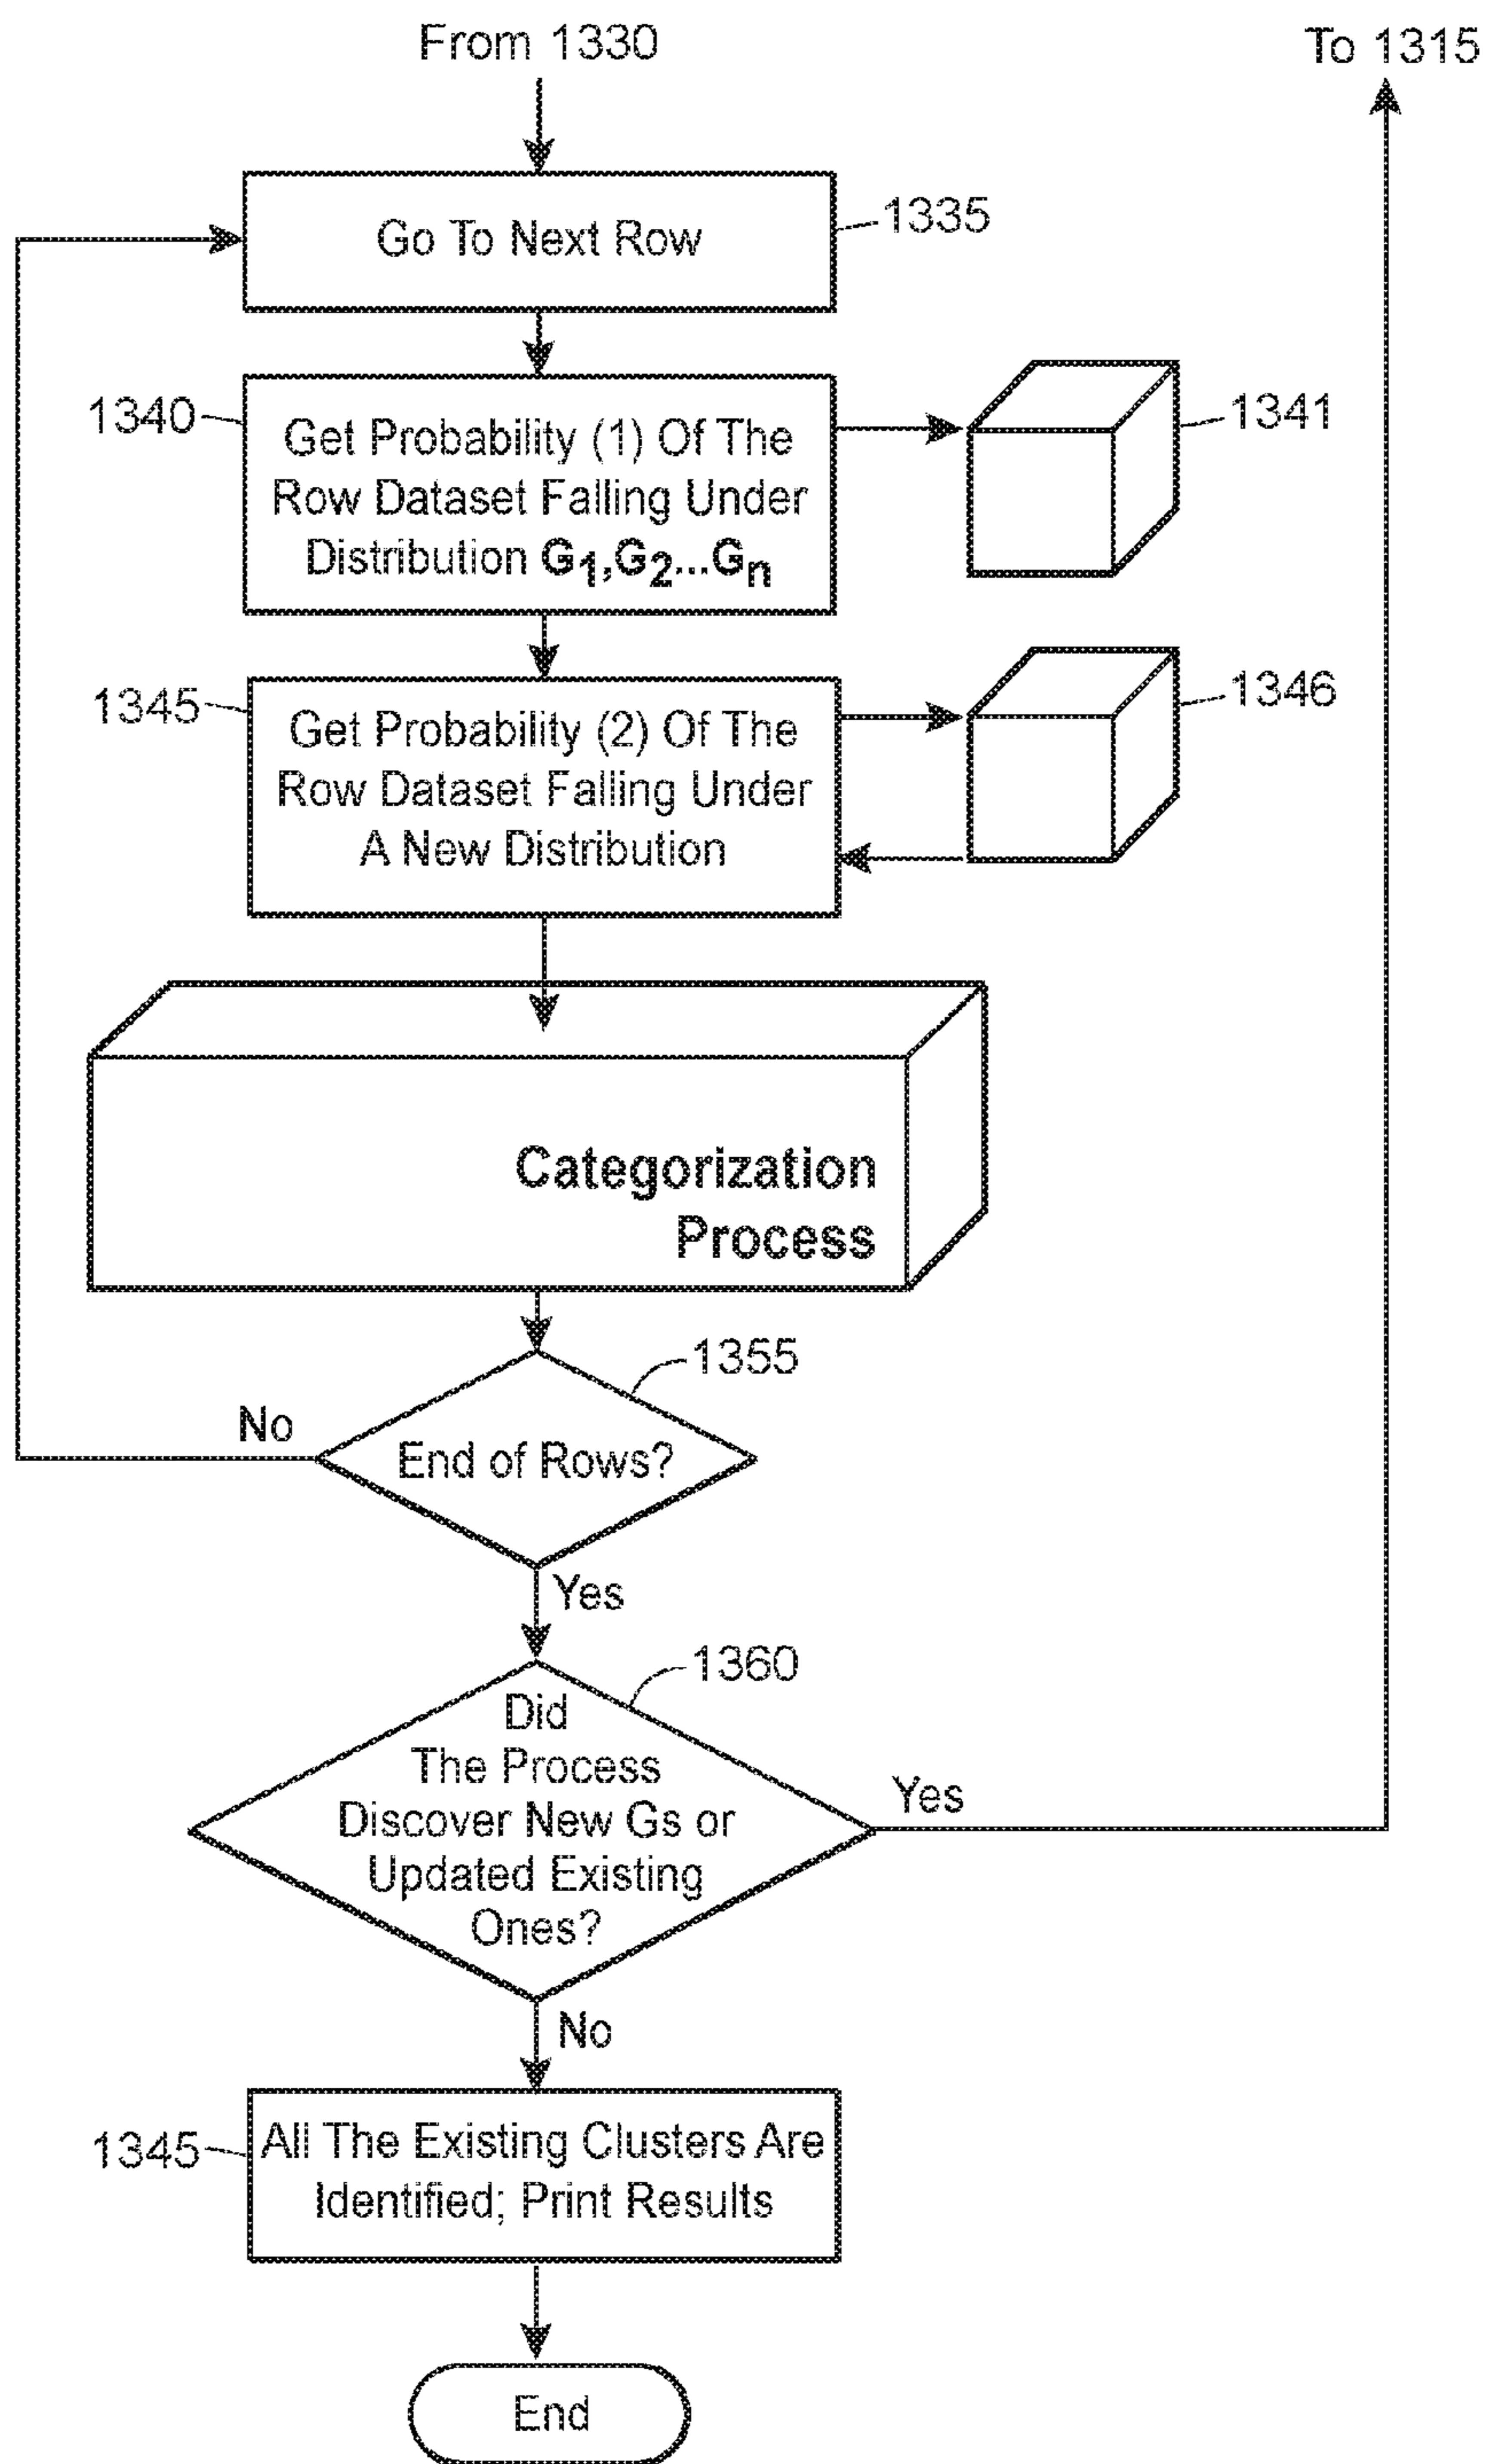 From 1330
To 1315
Go To Next Row
1335
1340
Get Probability (1) Of The
Row Dataset Falling Under
Distribution G1,G2...Gn
1341
1345
Get Probability (2) Of The
Row Dataset Falling Under
A New Distribution
1346
Categorization
Process
1355
No
End of Rows?
Yes
1360
Did
The Process
Discover New Gs or
Updated Existing
Ones?
Yes
No
1345
All The Existing Clusters Are
Identified; Print Results
End